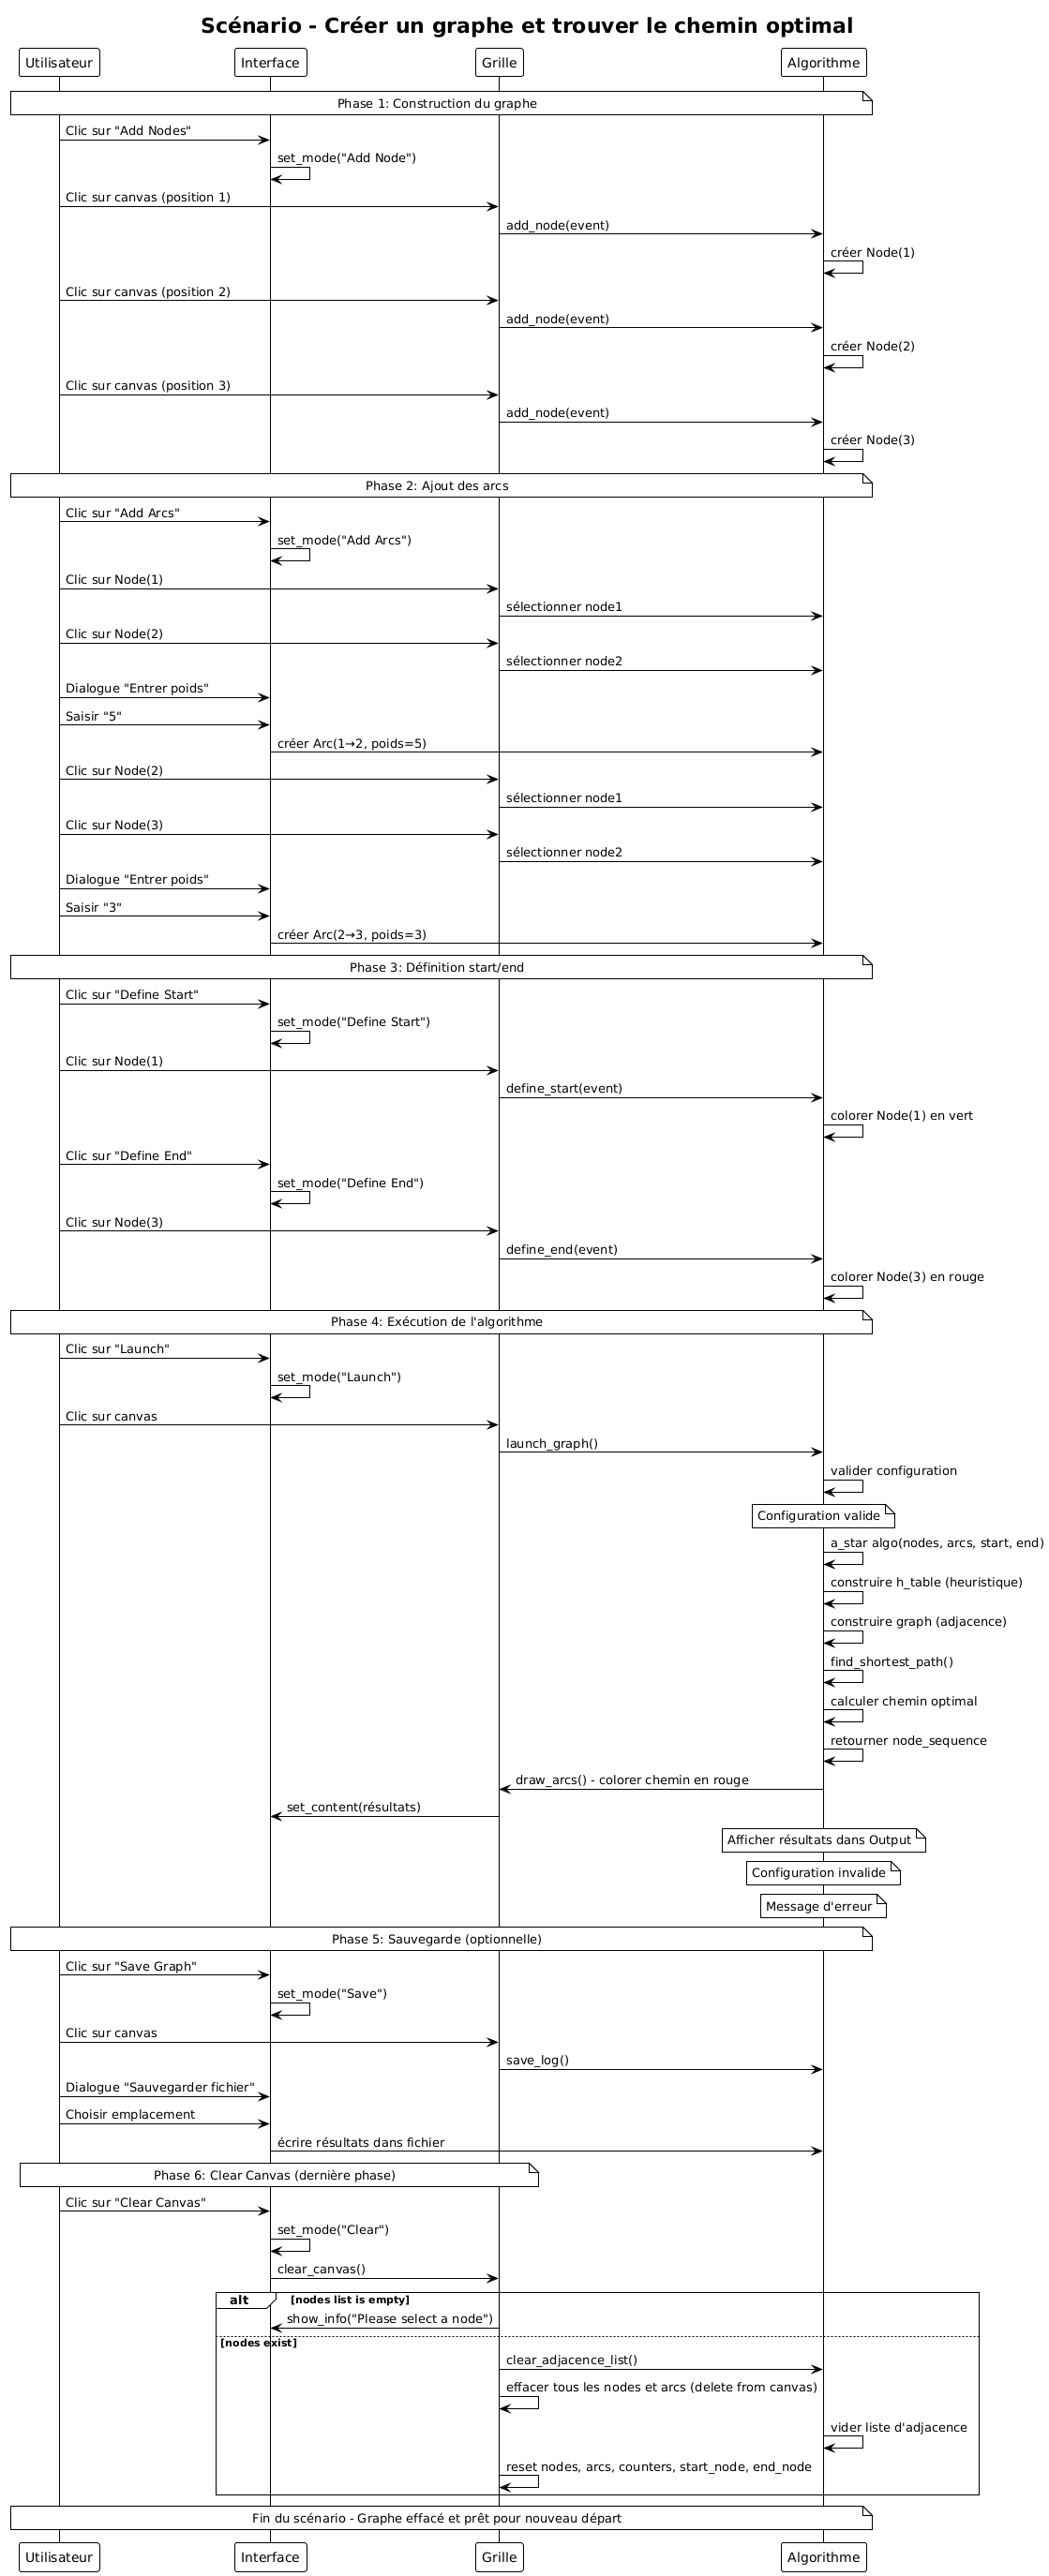 Scénario - Créer un graphe et trouver le chemin optimal
Utilisateur
Interface
Grille
Algorithme
Phase 1: Construction du graphe
Clic sur "Add Nodes"
set_mode("Add Node")
Clic sur canvas (position 1)
add_node(event)
créer Node(1)
Clic sur canvas (position 2)
add_node(event)
créer Node(2)
Clic sur canvas (position 3)
add_node(event)
créer Node(3)
Phase 2: Ajout des arcs
Clic sur "Add Arcs"
set_mode("Add Arcs")
Clic sur Node(1)
sélectionner node1
Clic sur Node(2)
sélectionner node2
Dialogue "Entrer poids"
Saisir "5"
créer Arc(1→2, poids=5)
Clic sur Node(2)
sélectionner node1
Clic sur Node(3)
sélectionner node2
Dialogue "Entrer poids"
Saisir "3"
créer Arc(2→3, poids=3)
Phase 3: Définition start/end
Clic sur "Define Start"
set_mode("Define Start")
Clic sur Node(1)
define_start(event)
colorer Node(1) en vert
Clic sur "Define End"
set_mode("Define End")
Clic sur Node(3)
define_end(event)
colorer Node(3) en rouge
Phase 4: Exécution de l'algorithme
Clic sur "Launch"
set_mode("Launch")
Clic sur canvas
launch_graph()
valider configuration
Configuration valide
a_star algo(nodes, arcs, start, end)
construire h_table (heuristique)
construire graph (adjacence)
find_shortest_path()
calculer chemin optimal
retourner node_sequence
draw_arcs() - colorer chemin en rouge
set_content(résultats)
Afficher résultats dans Output
Configuration invalide
Message d'erreur
Phase 5: Sauvegarde (optionnelle)
Clic sur "Save Graph"
set_mode("Save")
Clic sur canvas
save_log()
Dialogue "Sauvegarder fichier"
Choisir emplacement
écrire résultats dans fichier
Phase 6: Clear Canvas (dernière phase)
Clic sur "Clear Canvas"
set_mode("Clear")
clear_canvas()
alt [nodes list is empty]
show_info("Please select a node")
[nodes exist]
clear_adjacence_list()
effacer tous les nodes et arcs (delete from canvas)
vider liste d'adjacence
reset nodes, arcs, counters, start_node, end_node
Fin du scénario - Graphe effacé et prêt pour nouveau départ
Utilisateur
Interface
Grille
Algorithme